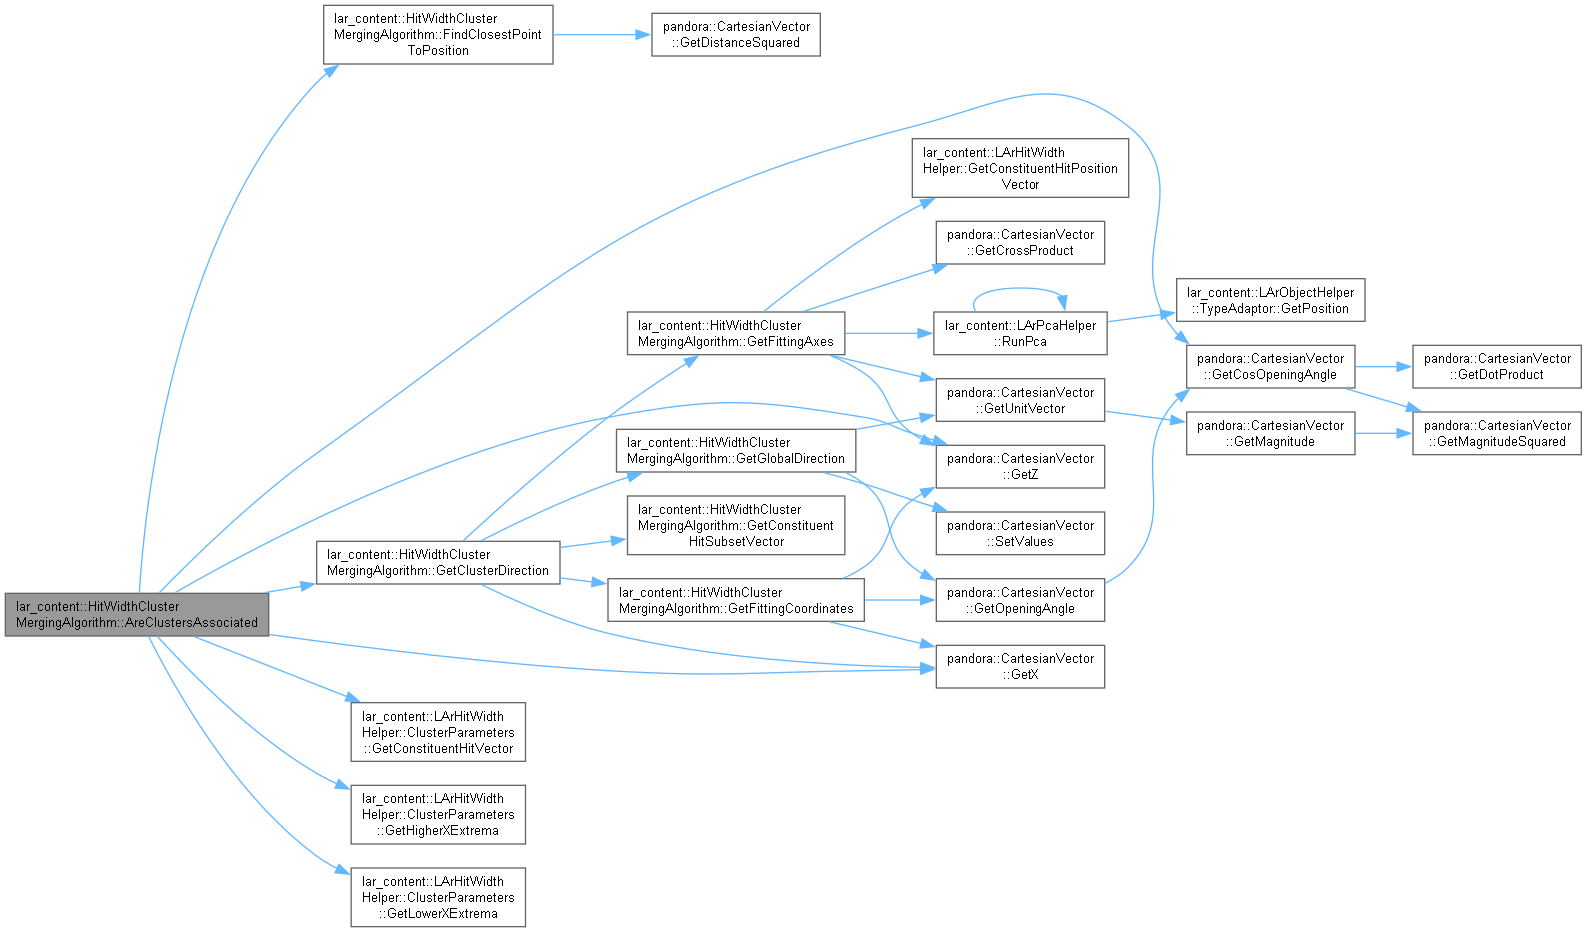 lar_content::HitWidthCluster
MergingAlgorithm::FindClosestPoint
ToPosition
pandora::CartesianVector
::GetDistanceSquared
lar_content::LArHitWidth
Helper::GetConstituentHitPosition
Vector
pandora::CartesianVector
::GetCrossProduct
lar_content::LArObjectHelper
::TypeAdaptor::GetPosition
lar_content::HitWidthCluster
MergingAlgorithm::GetFittingAxes
lar_content::LArPcaHelper
::RunPca
pandora::CartesianVector
::GetCosOpeningAngle
pandora::CartesianVector
::GetDotProduct
pandora::CartesianVector
::GetUnitVector
pandora::CartesianVector
::GetMagnitude
pandora::CartesianVector
::GetMagnitudeSquared
lar_content::HitWidthCluster
MergingAlgorithm::GetGlobalDirection
pandora::CartesianVector
::GetZ
lar_content::HitWidthCluster
MergingAlgorithm::GetConstituent
HitSubsetVector
pandora::CartesianVector
::SetValues
lar_content::HitWidthCluster
MergingAlgorithm::GetClusterDirection
lar_content::HitWidthCluster
MergingAlgorithm::GetFittingCoordinates
pandora::CartesianVector
::GetOpeningAngle
lar_content::HitWidthCluster
MergingAlgorithm::AreClustersAssociated
pandora::CartesianVector
::GetX
lar_content::LArHitWidth
Helper::ClusterParameters
::GetConstituentHitVector
lar_content::LArHitWidth
Helper::ClusterParameters
::GetHigherXExtrema
lar_content::LArHitWidth
Helper::ClusterParameters
::GetLowerXExtrema